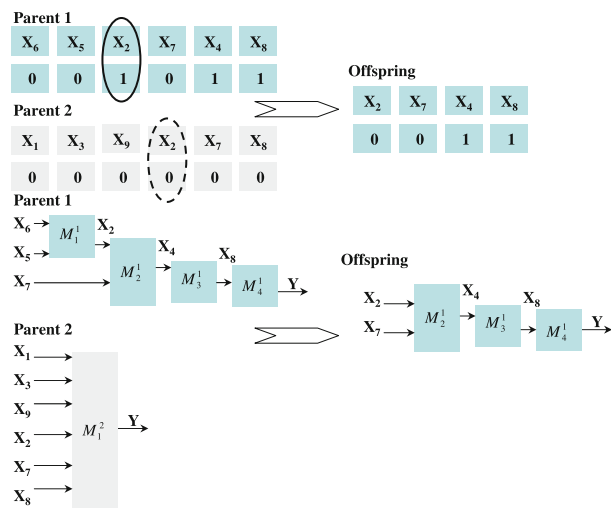 Parent 1
X6 X5 X2 X7 X4 X8
0 0 1 0 1 1
Parent 2
X1 X3 X9 X2 X7 X8
0 0 0 0 0 0
Offspring
X2 X7 X4 X8
0 0 1 1
Parent 1
X6
X5
X7
M₁¹
X2
M₂¹
X4
M₃¹
X8
M₄¹
Y
Offspring
X2
X7
M₂¹
X4
M₃¹
X8
M₄¹
Y
Parent 2
X1
X3
X9
X2
X7
X8
M₁²
Y